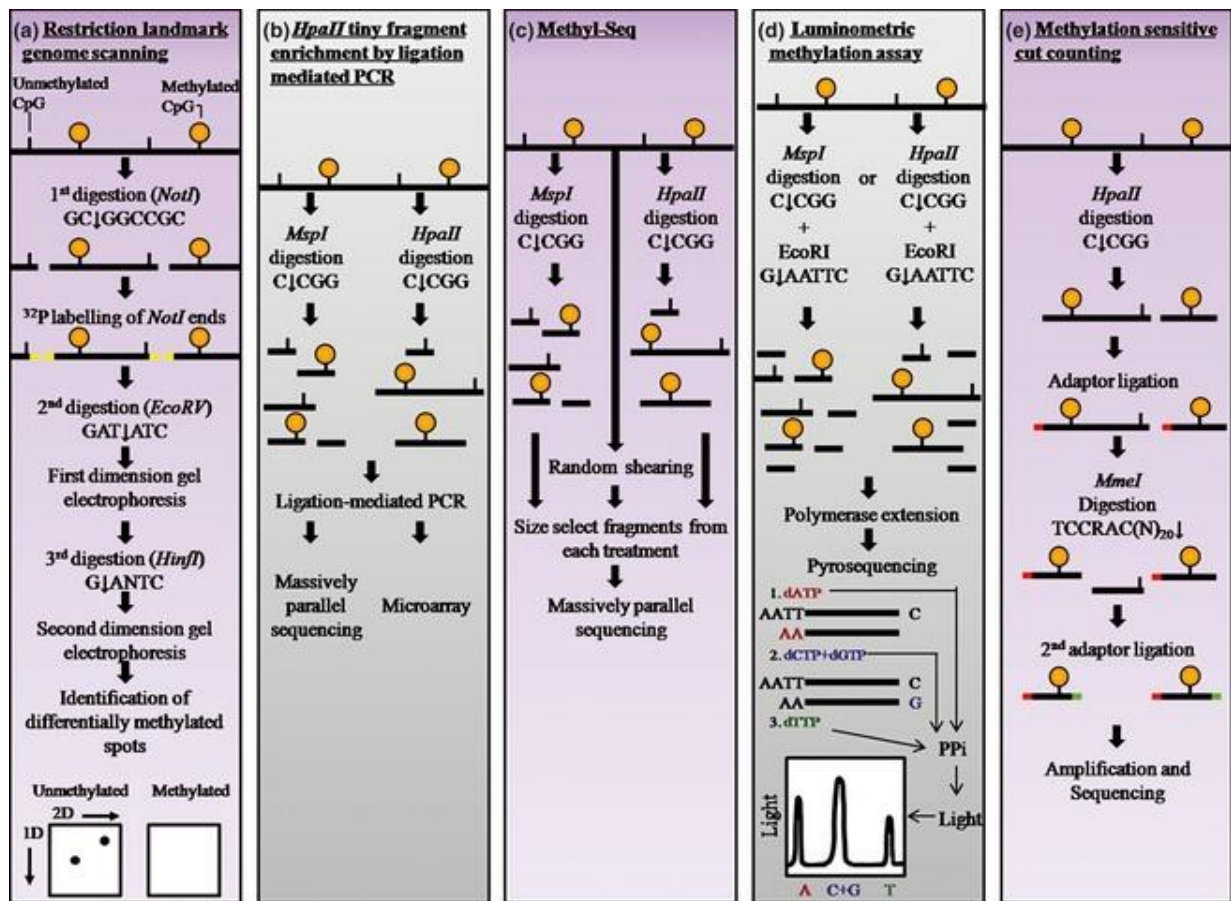 (a) Restriction landmark
genome scanning
Unmethylated
CpG
Methylated
CpG
1st digestion (NotI)
GC↓GGCCGC
32P labelling of NotI ends
2nd digestion (EcoRV)
GAT↓ATC
First dimension gel
electrophoresis
3rd digestion (HinfI)
G↓ANTC
Second dimension gel
electrophoresis
Identification of
differentially methylated
spots
Unmethylated
Methylated
2D
1D
(b) HpaII tiny fragment
enrichment by ligation
mediated PCR
MspI
digestion
C↓CGG
HpaII
digestion
C↓CGG
Ligation-mediated PCR
Massively
parallel
sequencing
Microarray
(c) Methyl-Seq
MspI
digestion
C↓CGG
HpaII
digestion
C↓CGG
Random shearing
Size select fragments from
each treatment
Massively parallel
sequencing
(d) Luminometric
methylation assay
MspI
digestion
C↓CGG
+
EcoRI
G↓AATTC
or
HpaII
digestion
C↓CGG
+
EcoRI
G↓AATTC
Polymerase extension
Pyrosequencing
1. dATP
AATT C
AA
2. dCTP+dGTP
AATT C
AA G
3. dTTP
PPi
Light
Light
A C+G T
(e) Methylation sensitive
cut counting
HpaII
digestion
C↓CGG
Adaptor ligation
MmeI
Digestion
TCCRAC(N)20↓
2nd adaptor ligation
Amplification and
Sequencing